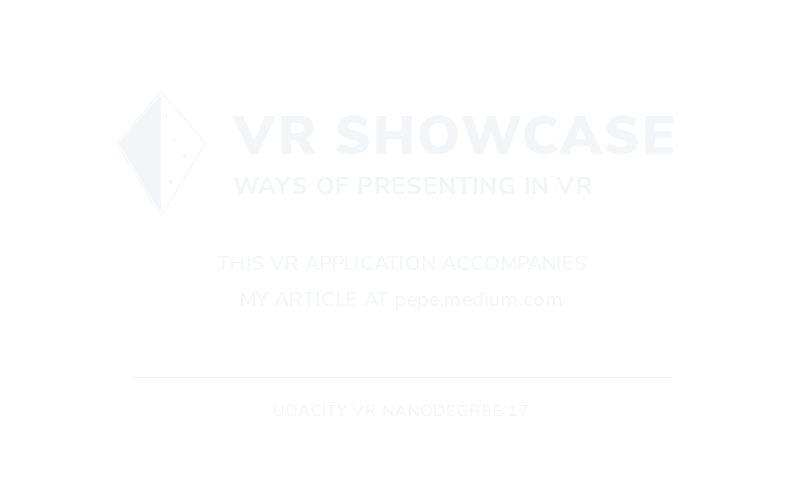 VR SHOWCASE
WAYS OF PRESENTING IN VR
THIS VR APPLICATION ACCOMPANIES
MY ARTICLE AT pepe.medium.com
UDACITY VR NANODEGREE'17